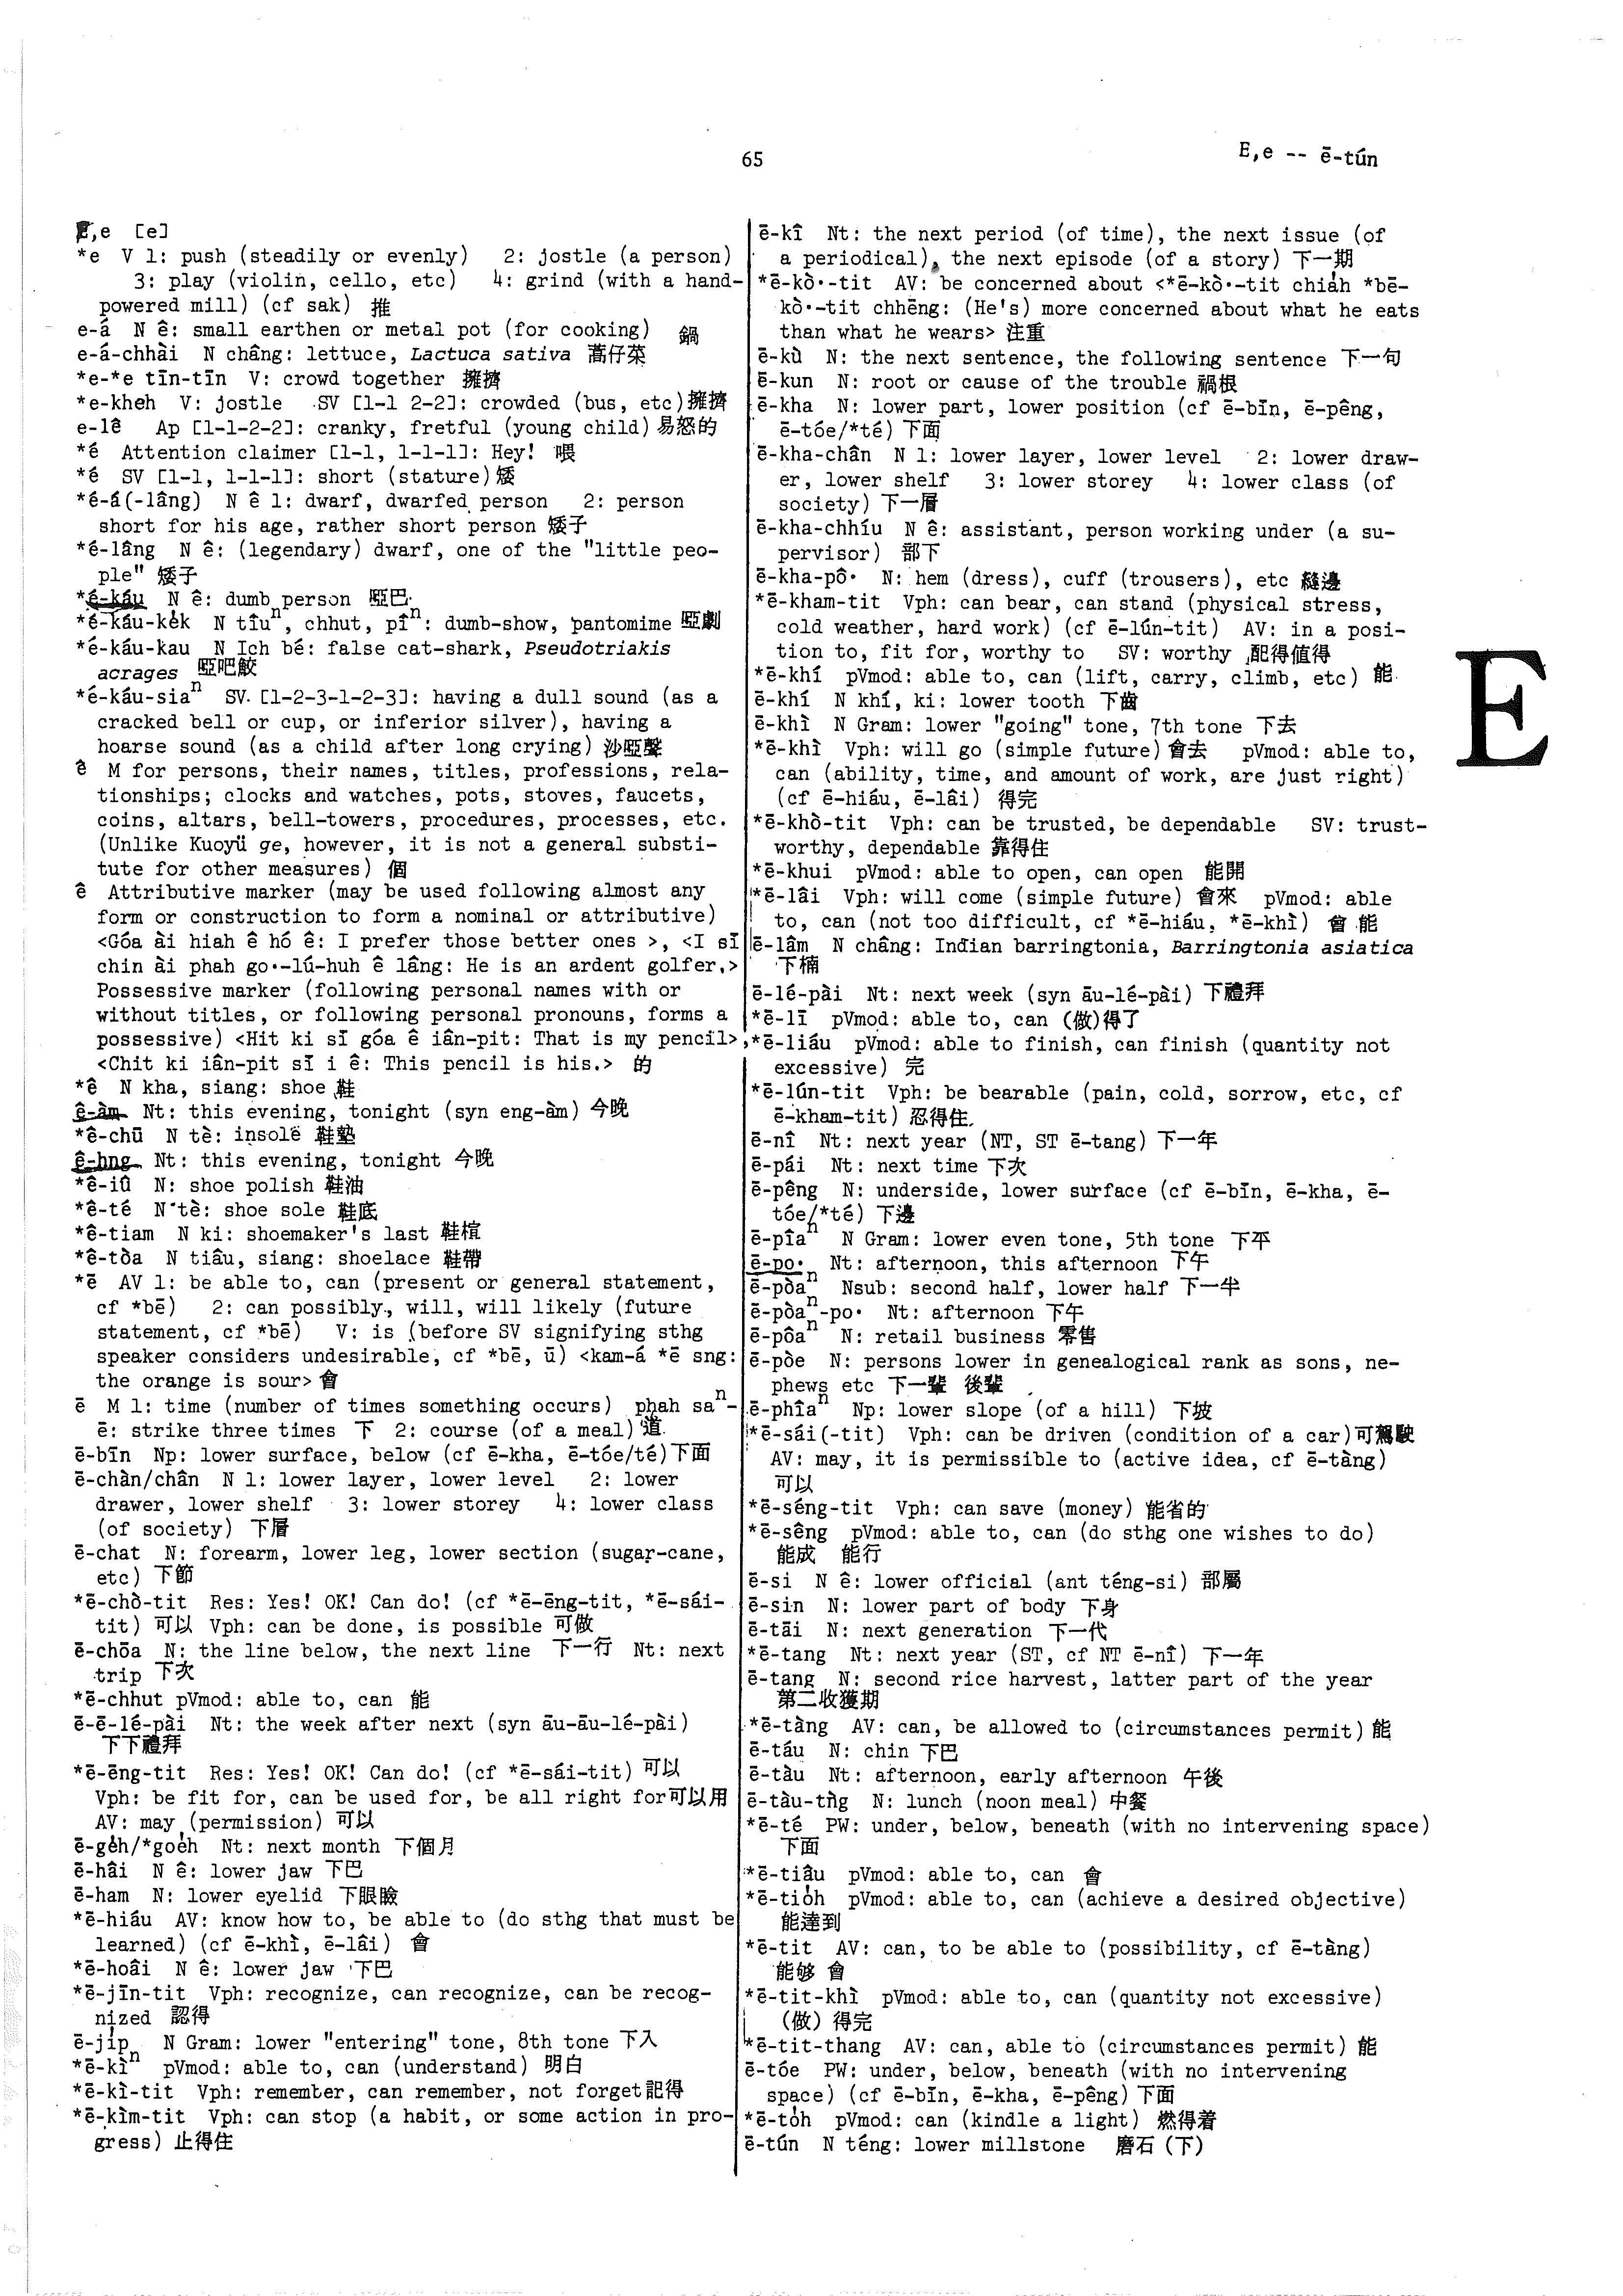 65
E,e -- ē-tún
E,e [e]
*e V 1: push (steadily or evenly) 2: jostle (a person)
3: play (violin, cello, etc) 4: grind (with a hand-
powered mill) (cf sak) 推
e-á N ê: small earthen or metal pot (for cooking) 鍋
e-á-chhài N châng: lettuce, Lactuca sativa 萵仔菜
*e-*e tīn-tīn V: crowd together 擁擠
*e-kheh V: jostle SV [1-1 2-2]: crowded (bus, etc) 擁擠
e-lê Ap [1-1-2-2]: cranky, fretful (young child) 易怒的
*é Attention claimer [1-1, 1-1-1]: Hey! 喂
*é SV [1-1, 1-1-1]: short (stature) 矮
*é-á(-lâng) N ê 1: dwarf, dwarfed person 2: person
short for his age, rather short person 矮子
*é-lâng N ê: (legendary) dwarf, one of the "little peo-
ple" 矮子
*é-káu N ê: dumb person 啞巴
*é-káu-ke̍k N tîuⁿ, chhut, pîⁿ: dumb-show, pantomime 啞劇
*é-káu-kau N Ich bé: false cat-shark, Pseudotriakis
acrages 啞吧鮫
*é-káu-siaⁿ SV. [1-2-3-1-2-3]: having a dull sound (as a
cracked bell or cup, or inferior silver), having a
hoarse sound (as a child after long crying) 沙啞聲
ê M for persons, their names, titles, professions, rela-
tionships; clocks and watches, pots, stoves, faucets,
coins, altars, bell-towers, procedures, processes, etc.
(Unlike Kuoyü ge, however, it is not a general substi-
tute for other measures) 個
ê Attributive marker (may be used following almost any
form or construction to form a nominal or attributive)
<Góa ài hiah ê hó ê: I prefer those better ones >, <I sī
chin ài phah go·-lú-huh ê lâng: He is an ardent golfer.>
Possessive marker (following personal names with or
without titles, or following personal pronouns, forms a
possessive) <Hit ki sī góa ê iân-pit: That is my pencil>,
<Chit ki iân-pit sī i ê: This pencil is his.> 的
*ê N kha, siang: shoe 鞋
ê-àm Nt: this evening, tonight (syn eng-àm) 今晚
*ê-chū N tè: insole 鞋墊
ê-hng Nt: this evening, tonight 今晚
*ê-iû N: shoe polish 鞋油
*ê-té N tè: shoe sole 鞋底
*ê-tiam N ki: shoemaker's last 鞋楦
*ê-tòa N tiâu, siang: shoelace 鞋帶
*ē AV 1: be able to, can (present or general statement,
cf *bē) 2: can possibly, will, will likely (future
statement, cf *bē) V: is (before SV signifying sthg
speaker considers undesirable, cf *bē, ū) <kam-á *ē sng:
the orange is sour> 會
ē M 1: time (number of times something occurs) phah saⁿ-
ē: strike three times 下 2: course (of a meal) 道
ē-bīn Np: lower surface, below (cf ē-kha, ē-tóe/té) 下面
ē-chàn/chân N 1: lower layer, lower level 2: lower
drawer, lower shelf 3: lower storey 4: lower class
(of society) 下層
ē-chat N: forearm, lower leg, lower section (sugar-cane,
etc) 下節
*ē-chò-tit Res: Yes! OK! Can do! (cf *ē-ēng-tit, *ē-sái-
tit) 可以 Vph: can be done, is possible 可做
ē-chōa N: the line below, the next line 下一行 Nt: next
trip 下次
*ē-chhut pVmod: able to, can 能
ē-ē-lé-pài Nt: the week after next (syn āu-āu-lé-pài)
下下禮拜
*ē-ēng-tit Res: Yes! OK! Can do! (cf *ē-sái-tit) 可以
Vph: be fit for, can be used for, be all right for 可以用
AV: may (permission) 可以
ē-ge̍h/*goe̍h Nt: next month 下個月
ē-hâi N ê: lower jaw 下巴
ē-ham N: lower eyelid 下眼瞼
*ē-hiáu AV: know how to, be able to (do sthg that must be
learned) (cf ē-khì, ē-lâi) 會
*ē-hoâi N ê: lower jaw 下巴
*ē-jīn-tit Vph: recognize, can recognize, can be recog-
nized 認得
ē-ji̍p N Gram: lower "entering" tone, 8th tone 下入
*ē-kìⁿ pVmod: able to, can (understand) 明白
*ē-kì-tit Vph: remember, can remember, not forget 記得
*ē-kìm-tit Vph: can stop (a habit, or some action in pro-
gress) 止得住
ē-kî Nt: the next period (of time), the next issue (of
a periodical), the next episode (of a story) 下一期
*ē-kò·-tit AV: be concerned about <*ē-kò·-tit chia̍h *bē-
kò·-tit chhēng: (He's) more concerned about what he eats
than what he wears> 注重
ē-kù N: the next sentence, the following sentence 下一句
ē-kun N: root or cause of the trouble 禍根
ē-kha N: lower part, lower position (cf ē-bīn, ē-pêng,
ē-tóe/*té) 下面
ē-kha-chân N 1: lower layer, lower level 2: lower draw-
er, lower shelf 3: lower storey 4: lower class (of
society) 下一層
ē-kha-chhíu N ê: assistant, person working under (a su-
pervisor) 部下
ē-kha-pô· N: hem (dress), cuff (trousers), etc 縫邊
*ē-kham-tit Vph: can bear, can stand (physical stress,
cold weather, hard work) (cf ē-lún-tit) AV: in a posi-
tion to, fit for, worthy to SV: worthy 配得値得
*ē-khí pVmod: able to, can (lift, carry, climb, etc) 能
ē-khí N khí, ki: lower tooth 下齒
ē-khì N Gram: lower "going" tone, 7th tone 下去
*ē-khì Vph: will go (simple future) 會去 pVmod: able to,
can (ability, time, and amount of work, are just right)
(cf ē-hiáu, ē-lâi) 得完
*ē-khò-tit Vph: can be trusted, be dependable SV: trust-
worthy, dependable 靠得住
*ē-khui pVmod: able to open, can open 能開
*ē-lâi Vph: will come (simple future) 會來 pVmod: able
to, can (not too difficult, cf *ē-hiáu, *ē-khì) 會 能
ē-lâm N châng: Indian barringtonia, Barringtonia asiatica
下楠
ē-lé-pài Nt: next week (syn āu-lé-pài) 下禮拜
*ē-lī pVmod: able to, can (做)得了
*ē-liáu pVmod: able to finish, can finish (quantity not
excessive) 完
*ē-lún-tit Vph: be bearable (pain, cold, sorrow, etc, cf
ē-kham-tit) 忍得住
ē-nî Nt: next year (NT, ST ē-tang) 下一年
ē-pái Nt: next time 下次
ē-pêng N: underside, lower surface (cf ē-bīn, ē-kha, ē-
tóe/*té) 下邊
ē-pîaⁿ N Gram: lower even tone, 5th tone 下平
ē-po· Nt: afternoon, this afternoon 下午
ē-pòaⁿ Nsub: second half, lower half 下一半
ē-pòaⁿ-po· Nt: afternoon 下午
ē-pôaⁿ N: retail business 零售
ē-pòe N: persons lower in genealogical rank as sons, ne-
phews etc 下一輩 後輩
ē-phîaⁿ Np: lower slope (of a hill) 下坡
*ē-sái(-tit) Vph: can be driven (condition of a car) 可駕駛
AV: may, it is permissible to (active idea, cf ē-tàng)
可以
*ē-séng-tit Vph: can save (money) 能省的
*ē-sêng pVmod: able to, can (do sthg one wishes to do)
能成 能行
ē-si N ê: lower official (ant téng-si) 部屬
ē-sin N: lower part of body 下身
ē-tāi N: next generation 下一代
*ē-tang Nt: next year (ST, cf NT ē-nî) 下一年
ē-tang N: second rice harvest, latter part of the year
第二收獲期
*ē-tàng AV: can, be allowed to (circumstances permit) 能
ē-táu N: chin 下巴
ē-tàu Nt: afternoon, early afternoon 午後
ē-tàu-tǹg N: lunch (noon meal) 中餐
*ē-té PW: under, below, beneath (with no intervening space)
下面
*ē-tiâu pVmod: able to, can 會
*ē-tio̍h pVmod: able to, can (achieve a desired objective)
能達到
*ē-tit AV: can, to be able to (possibility, cf ē-tàng)
能够 會
*ē-tit-khì pVmod: able to, can (quantity not excessive)
(做) 得完
*ē-tit-thang AV: can, able to (circumstances permit) 能
ē-tóe PW: under, below, beneath (with no intervening
space) (cf ē-bīn, ē-kha, ē-pêng) 下面
*ē-to̍h pVmod: can (kindle a light) 燃得着
ē-tún N téng: lower millstone 磨石 (下)
E